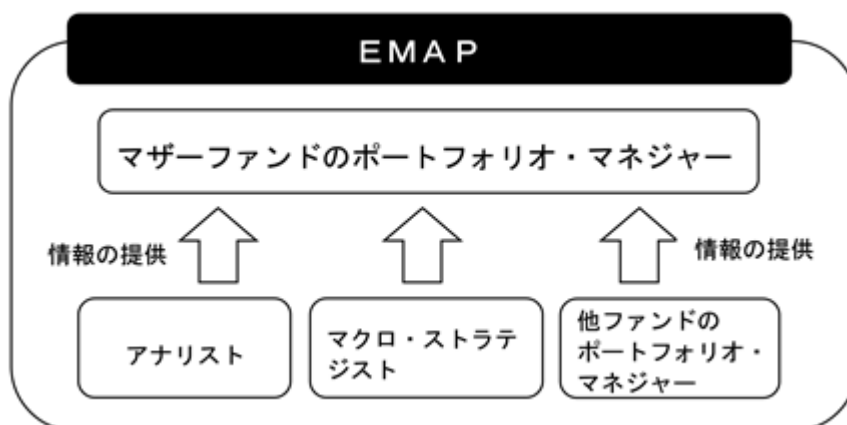 EMAP
マザーファンドのポートフォリオ・マネジャー
情報の提供
情報の提供
アナリスト
マクロ・ストラテ
ジスト
他ファンドの
ポートフォリオ・
マネジャー